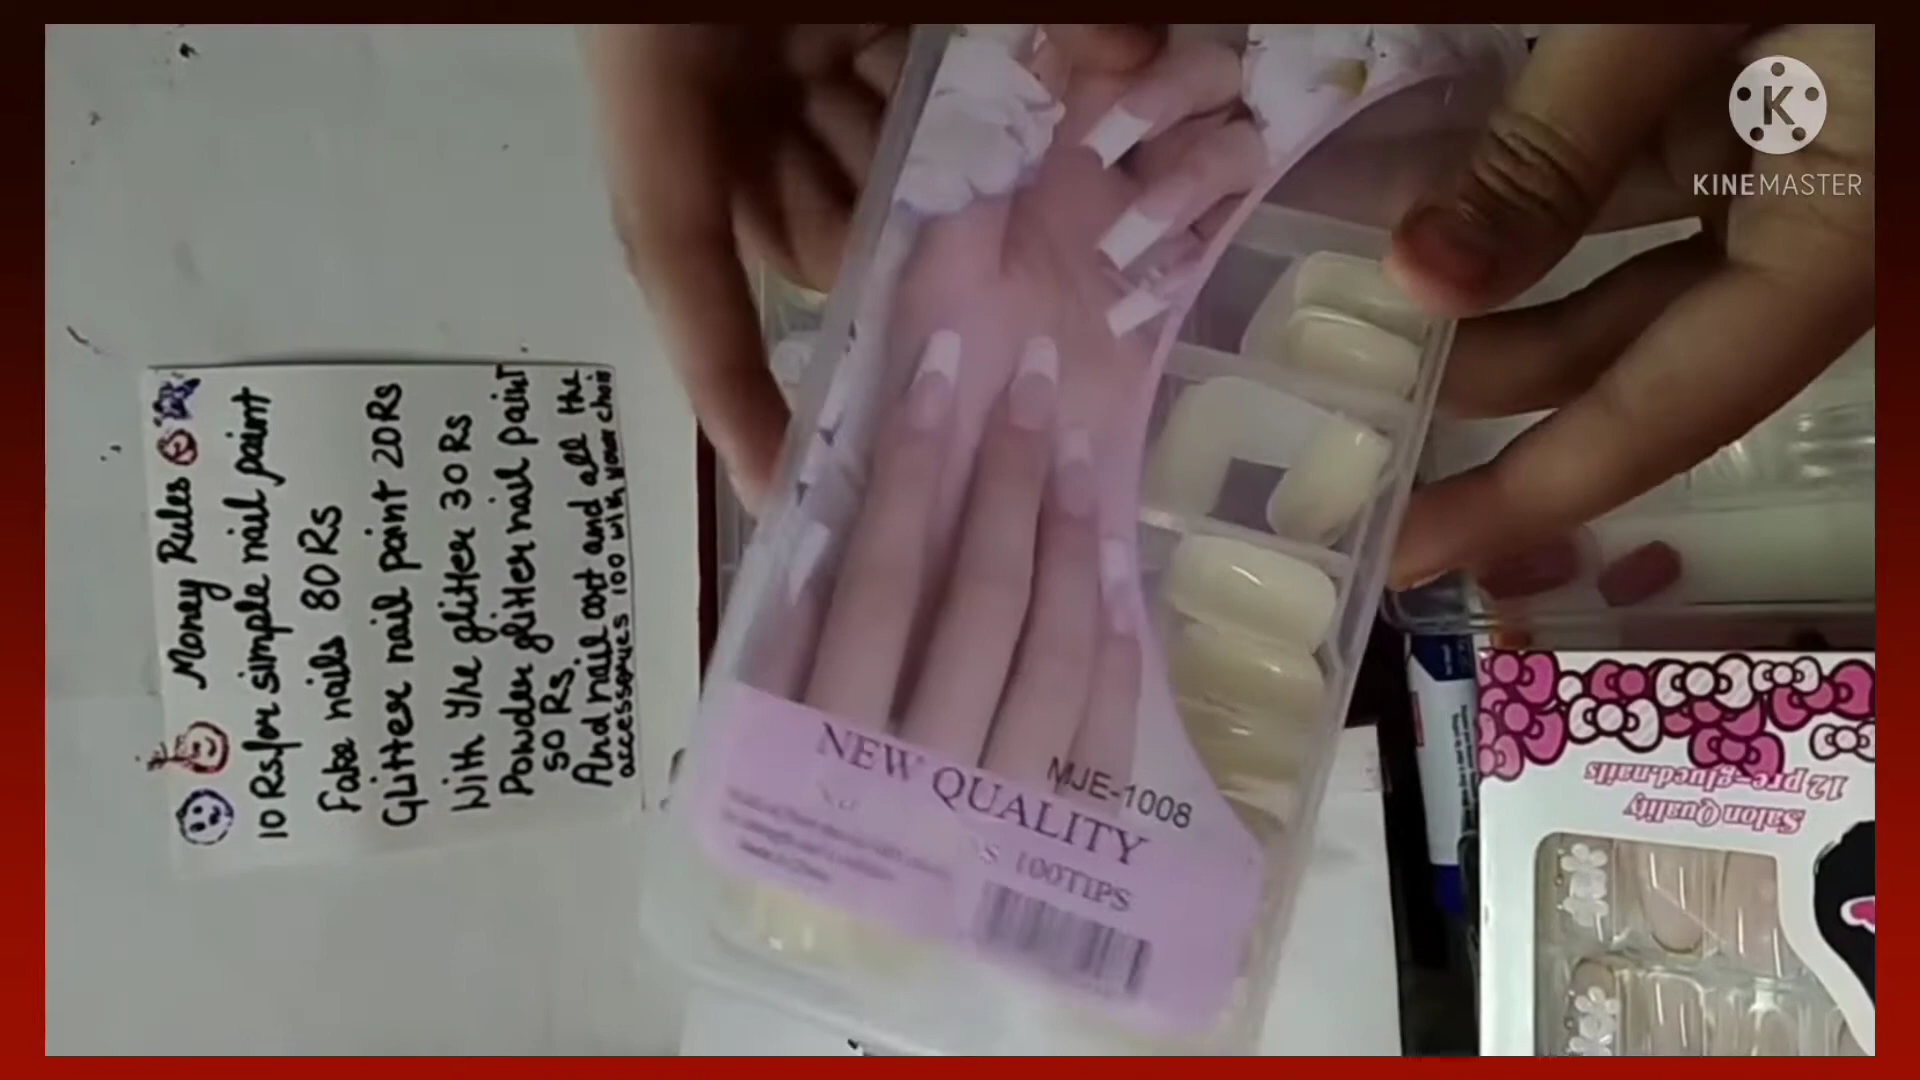 Money Rules
10 Rs for simple nail paint
Fake nails 80 Rs
Glitter nail paint 20 Rs
With the glitter 30 Rs
Powder glitter nail paint
50 Rs
And nail art and all the
accessories 100 with your choi
NEW QUALITY
MJE-1008
100TIPS
Salon Quality
12 pre-glued nails
K
KINEMASTER